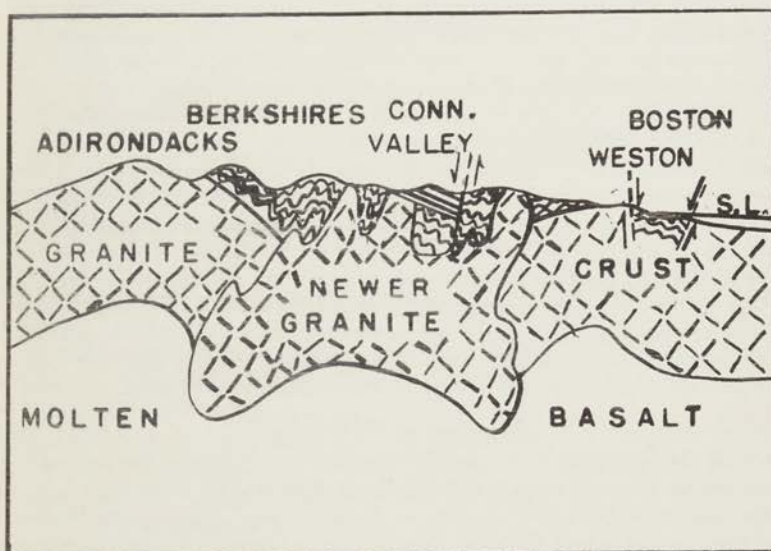 BERKSHIRES CONN.
ADIRONDACKS VALLEY BOSTON
WESTON
S.L.
GRANITE CRUST
NEWER
GRANITE
MOLTEN BASALT